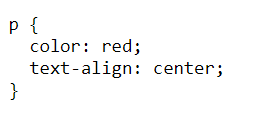 p {
  color: red;
  text-align: center;
}